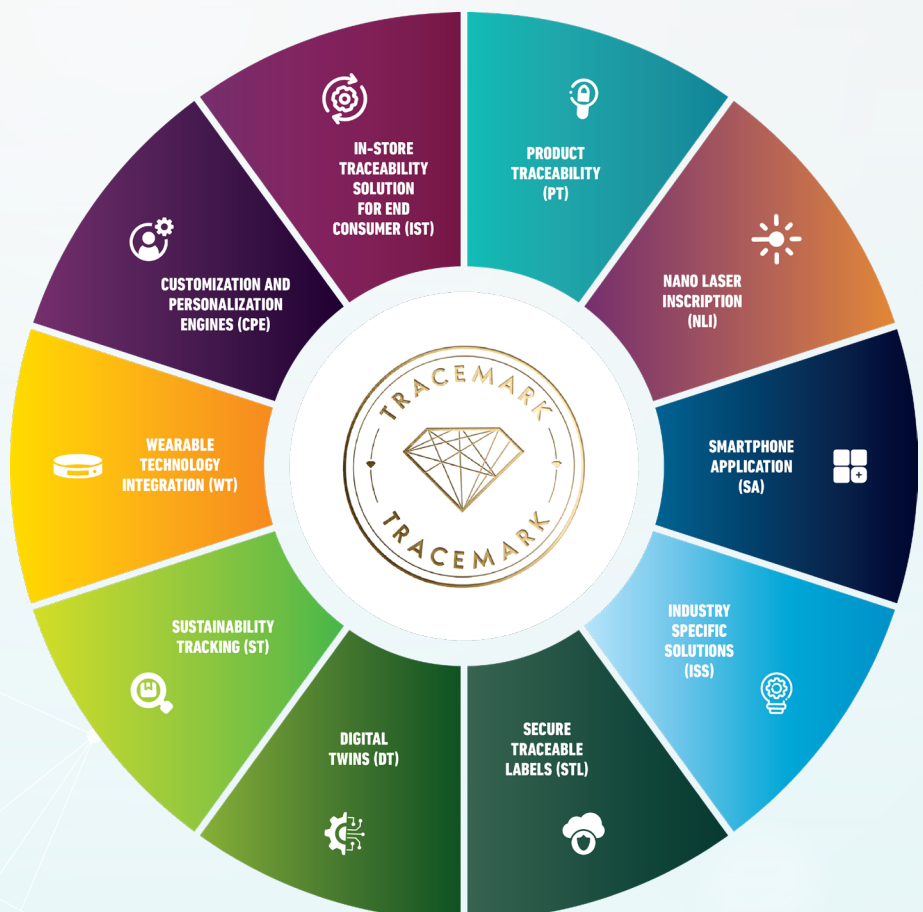 IN-STORE
TRACEABILITY
SOLUTION
FOR END
CONSUMER (IST)
PRODUCT
TRACEABILITY
(PT)
NANO LASER
INSCRIPTION
(NLI)
SMARTPHONE
APPLICATION
(SA)
INDUSTRY
SPECIFIC
SOLUTIONS
(ISS)
SECURE
TRACEABLE
LABELS (STL)
DIGITAL
TWINS (DT)
SUSTAINABILITY
TRACKING (ST)
WEARABLE
TECHNOLOGY
INTEGRATION (WT)
CUSTOMIZATION AND
PERSONALIZATION
ENGINES (CPE)
TRACEMARK
TRACEMARK